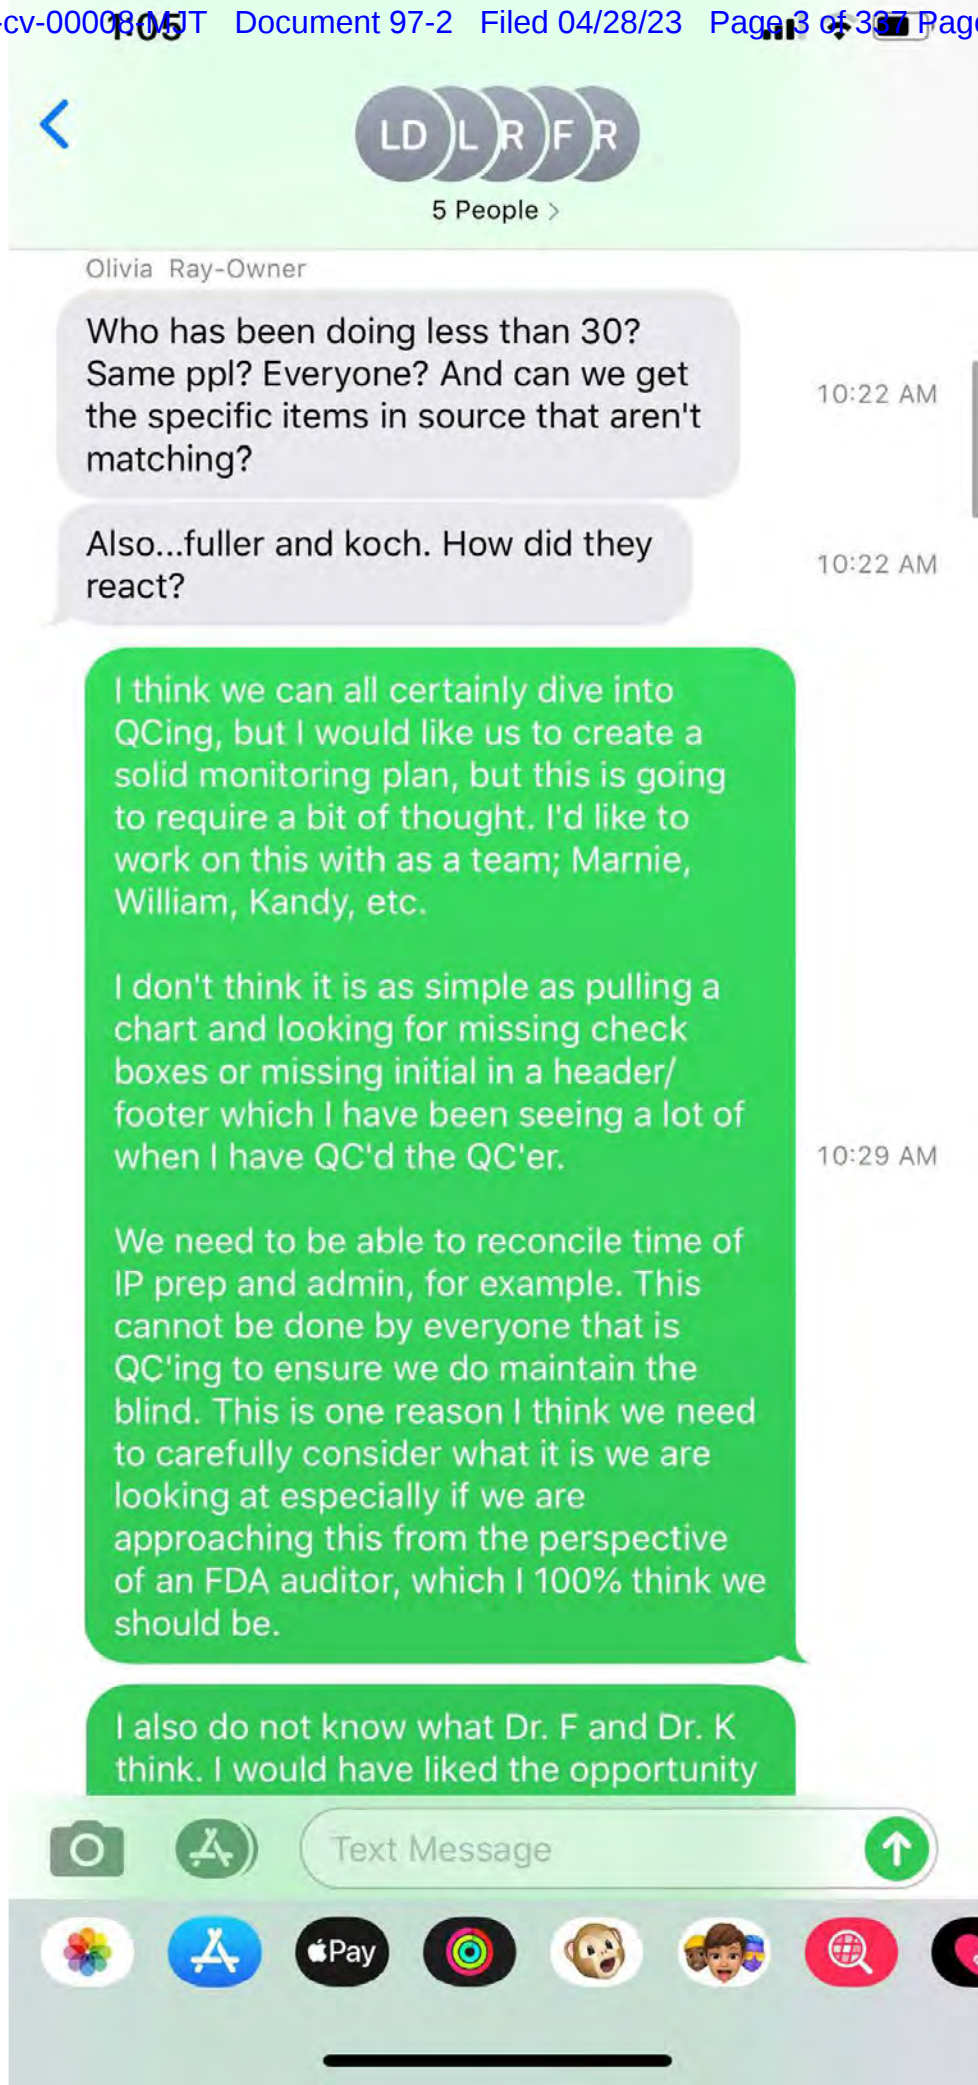 -cv-00008-MJT Document 97-2 Filed 04/28/23 Page 3 of 337 Page
1:05
LD L R F R
5 People >
Olivia Ray-Owner
Who has been doing less than 30?
Same ppl? Everyone? And can we get
the specific items in source that aren't
matching?
10:22 AM
Also...fuller and koch. How did they
react?
10:22 AM
I think we can all certainly dive into
QCing, but I would like us to create a
solid monitoring plan, but this is going
to require a bit of thought. I'd like to
work on this with as a team; Marnie,
William, Kandy, etc.
I don't think it is as simple as pulling a
chart and looking for missing check
boxes or missing initial in a header/
footer which I have been seeing a lot of
when I have QC'd the QC'er.
We need to be able to reconcile time of
IP prep and admin, for example. This
cannot be done by everyone that is
QC'ing to ensure we do maintain the
blind. This is one reason I think we need
to carefully consider what it is we are
looking at especially if we are
approaching this from the perspective
of an FDA auditor, which I 100% think we
should be.
10:29 AM
I also do not know what Dr. F and Dr. K
think. I would have liked the opportunity
Text Message
Pay